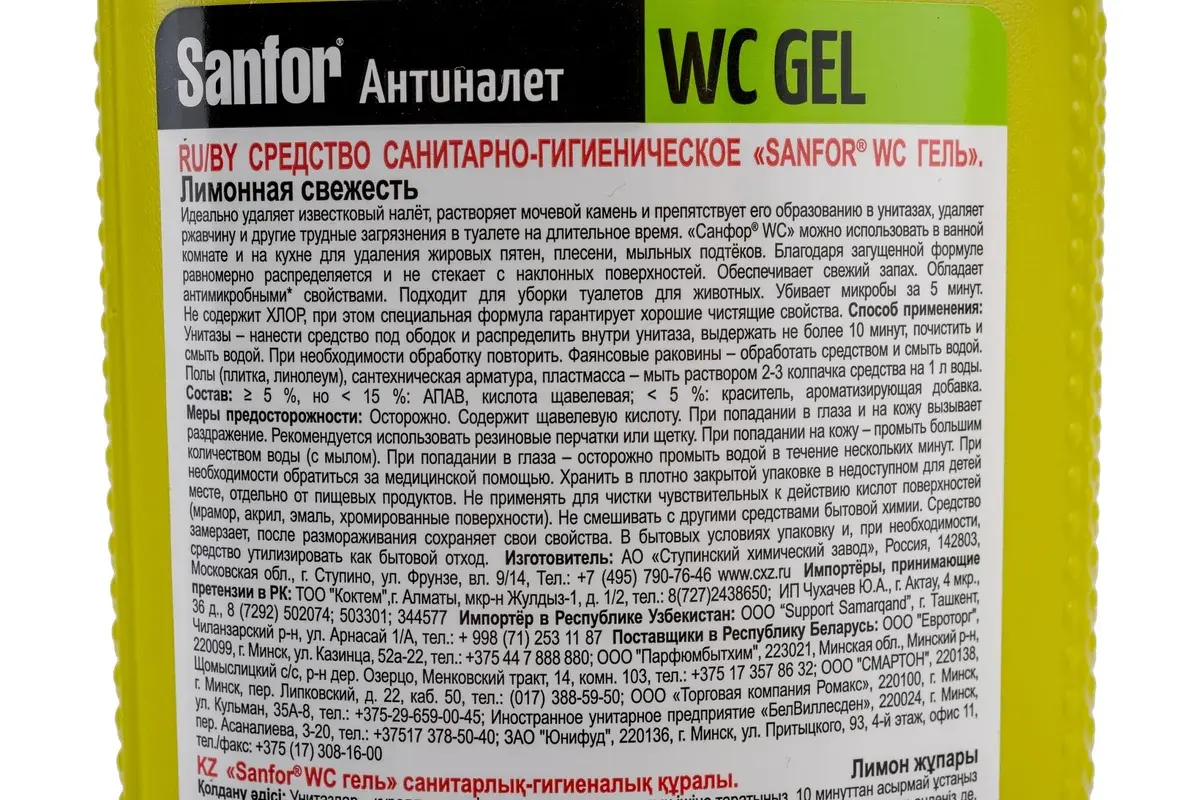 Sanfor® Антиналет WC GEL
RU/BY СРЕДСТВО САНИТАРНО-ГИГИЕНИЧЕСКОЕ «SANFOR® WC ГЕЛЬ».
Лимонная свежесть
Идеально удаляет известковый налёт, растворяет мочевой камень и препятствует его образованию в унитазах, удаляет
ржавчину и другие трудные загрязнения в туалете на длительное время. «Санфор® WC» можно использовать в ванной
комнате и на кухне для удаления жировых пятен, плесени, мыльных подтёков. Благодаря загущенной формуле
равномерно распределяется и не стекает с наклонных поверхностей. Обеспечивает свежий запах. Обладает
антимикробными* свойствами. Подходит для уборки туалетов для животных. Убивает микробы за 5 минут.
Не содержит ХЛОР, при этом специальная формула гарантирует хорошие чистящие свойства. Способ применения:
Унитазы – нанести средство под ободок и распределить внутри унитаза, выдержать не более 10 минут, почистить и
смыть водой. При необходимости обработку повторить. Фаянсовые раковины – обработать средством и смыть водой.
Полы (плитка, линолеум), сантехническая арматура, пластмасса – мыть раствором 2-3 колпачка средства на 1 л воды.
Состав: ≥ 5 %, но < 15 %: АПАВ, кислота щавелевая; < 5 %: краситель, ароматизирующая добавка.
Меры предосторожности: Осторожно. Содержит щавелевую кислоту. При попадании в глаза и на кожу вызывает
раздражение. Рекомендуется использовать резиновые перчатки или щетку. При попадании на кожу – промыть большим
количеством воды (с мылом). При попадании в глаза – осторожно промыть водой в течение нескольких минут. При
необходимости обратиться за медицинской помощью. Хранить в плотно закрытой упаковке в недоступном для детей
месте, отдельно от пищевых продуктов. Не применять для чистки чувствительных к действию кислот поверхностей
(мрамор, акрил, эмаль, хромированные поверхности). Не смешивать с другими средствами бытовой химии. Средство
замерзает, после размораживания сохраняет свои свойства. В бытовых условиях упаковку и, при необходимости,
средство утилизировать как бытовой отход. Изготовитель: АО «Ступинский химический завод», Россия, 142803,
Московская обл., г. Ступино, ул. Фрунзе, вл. 9/14, Тел.: +7 (495) 790-76-46 www.cxz.ru Импортёры, принимающие
претензии в РК: ТОО "Коктем",г. Алматы, мкр-н Жулдыз-1, д. 1/2, тел.: 8(727)2438650; ИП Чухачев Ю.А., г. Актау, 4 мкр.,
36 д., 8 (7292) 502074; 503301; 344577 Импортёр в Республике Узбекистан: ООО "Support Samarqand", г. Ташкент,
Чиланзарский р-н, ул. Арнасай 1/А, тел.: + 998 (71) 253 11 87 Поставщики в Республику Беларусь: ООО "Евроторг",
220099, г. Минск, ул. Казинца, 52а-22, тел.: +375 44 7 888 880; ООО "Парфюмбытхим", 223021, Минская обл., Минский р-н,
Щомыслицкий с/с, р-н дер. Озерцо, Менковский тракт, 14, комн. 103, тел.: +375 17 357 86 32; ООО «СМАРТОН», 220138,
г. Минск, пер. Липковский, д. 22, каб. 50, тел.: (017) 388-59-50; ООО «Торговая компания Ромакс», 220100, г. Минск,
ул. Кульман, 35А-8, тел.: +375-29-659-00-45; Иностранное унитарное предприятие «БелВиллесден», 220024, г. Минск,
пер. Асаналиева, 3-20, тел.: +37517 378-50-40; ЗАО "Юнифуд", 220136, г. Минск, ул. Притыцкого, 93, 4-й этаж, офис 11,
тел./факс: +375 (17) 308-16-00
KZ «Sanfor® WC гель» санитарлық-гигиеналық құралы. Лимон жұпары
Қолдану әдісі: 10 минуттан асырмай ұстаңыз